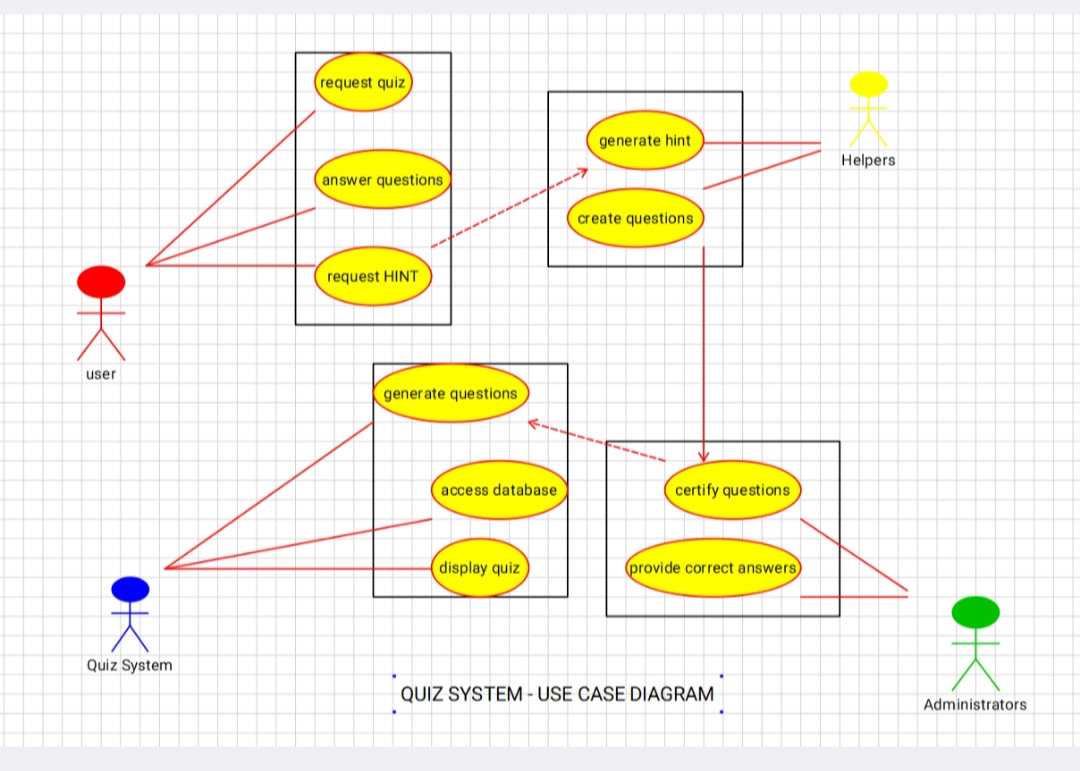 request quiz
answer questions
request HINT
user
generate hint
create questions
Helpers
generate questions
access database
display quiz
Quiz System
certify questions
provide correct answers
Administrators
QUIZ SYSTEM - USE CASE DIAGRAM